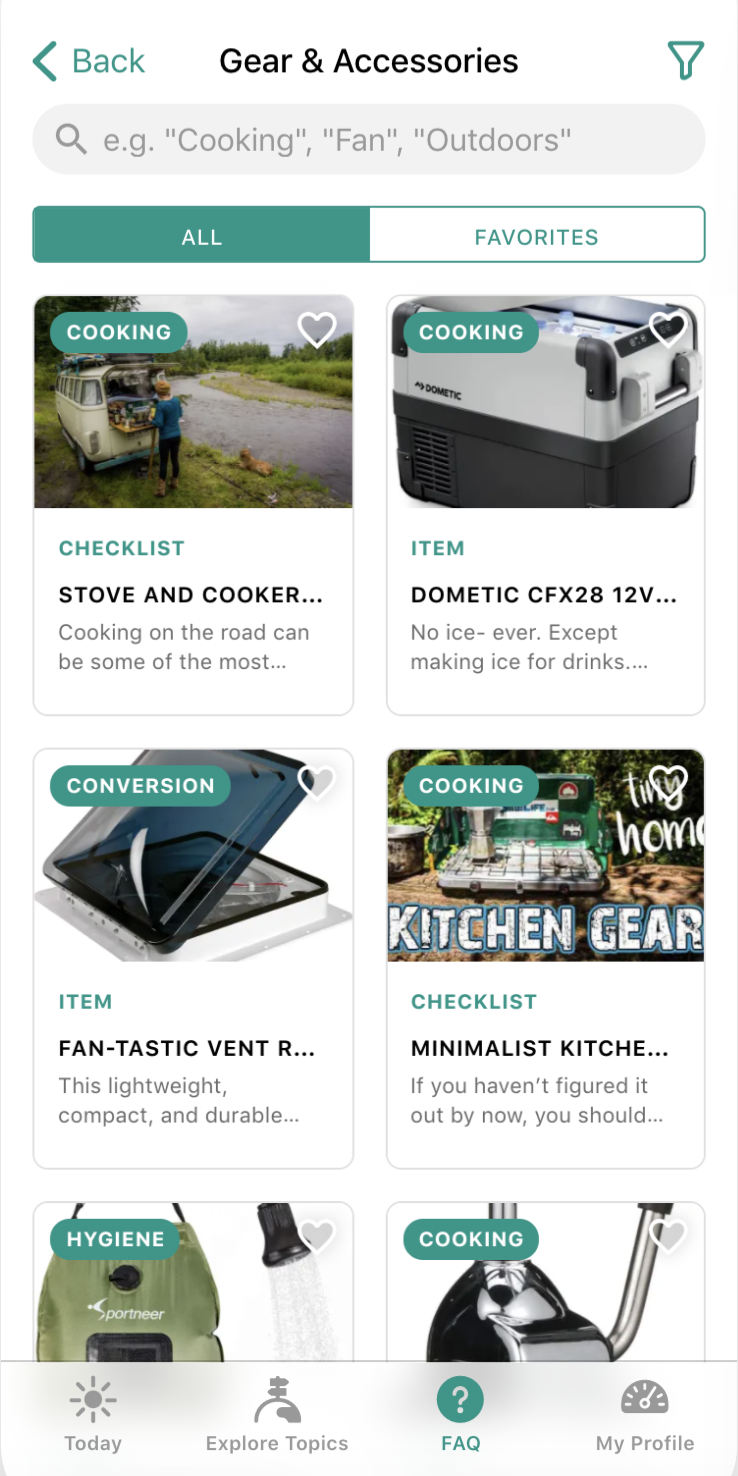 Back
Gear & Accessories
e.g. "Cooking", "Fan", "Outdoors"
ALL
FAVORITES
COOKING
COOKING
DOMETIC
CHECKLIST
ITEM
STOVE AND COOKER...
DOMETIC CFX28 12V...
Cooking on the road can
be some of the most...
No ice- ever. Except
making ice for drinks....
CONVERSION
COOKING
tiny
home
KITCHEN GEAR
ITEM
CHECKLIST
FAN-TASTIC VENT R...
MINIMALIST KITCHE...
This lightweight,
compact, and durable...
If you haven’t figured it
out by now, you should...
HYGIENE
COOKING
Sportneer
Today
Explore Topics
FAQ
My Profile